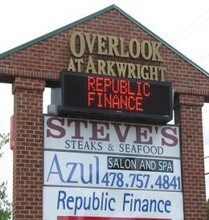 OVERLOOK
AT ARKWRIGHT
REPUBLIC
FINANCE
STEVE'S
STEAKS & SEAFOOD
Azul SALON AND SPA
478.757.4841
Republic Finance